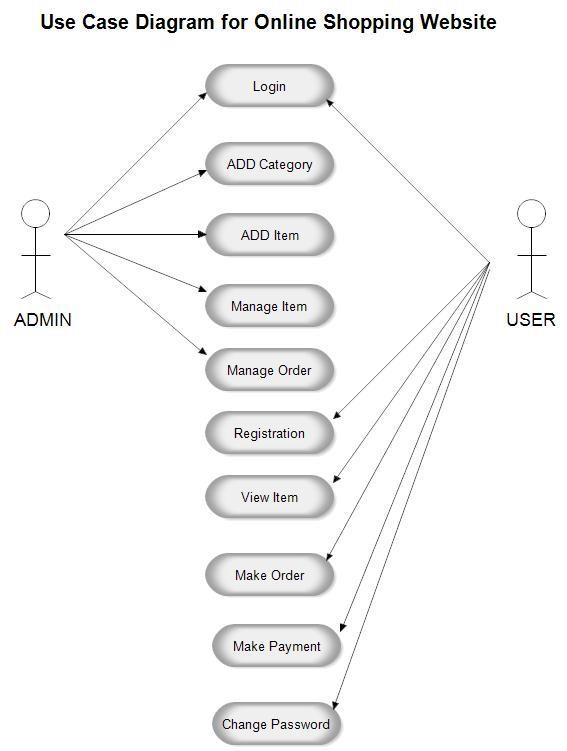 Use Case Diagram for Online Shopping Website
Login
ADD Category
ADD Item
Manage Item
ADMIN
USER
Manage Order
Registration
View Item
Make Order
Make Payment
Change Password